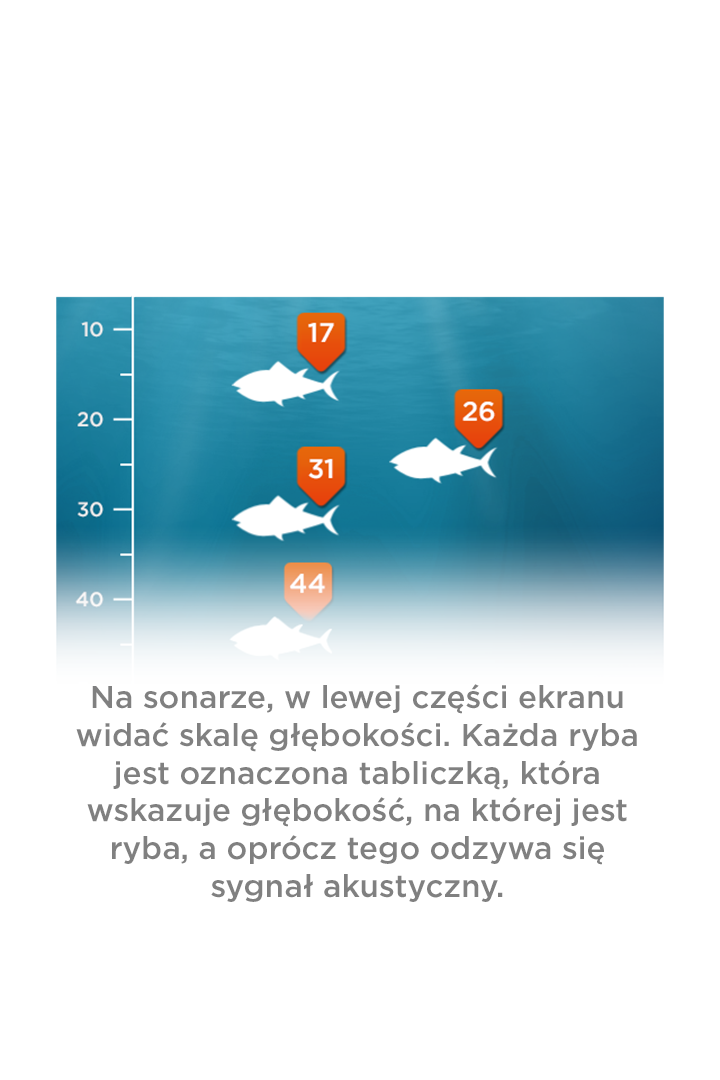 10
17
20
26
31
30
44
40
Na sonarze, w lewej części ekranu
widać skalę głębokości. Każda ryba
jest oznaczona tabliczką, która
wskazuje głębokość, na której jest
ryba, a oprócz tego odzywa się
sygnał akustyczny.